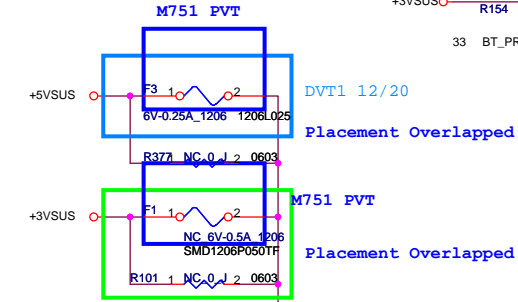 M751 PVT
+3VSUS
R154
33 BT_PR
+5VSUS
F3 1 2
DVT1 12/20
6V-0.25A_1206 1206L025
Placement Overlapped
R377 1 NC_0_J 2 0603
M751 PVT
+3VSUS
F1 1 2
NC_6V-0.5A_1206
SMD1206P050TF
Placement Overlapped
R101 1 NC_0_J 2 0603